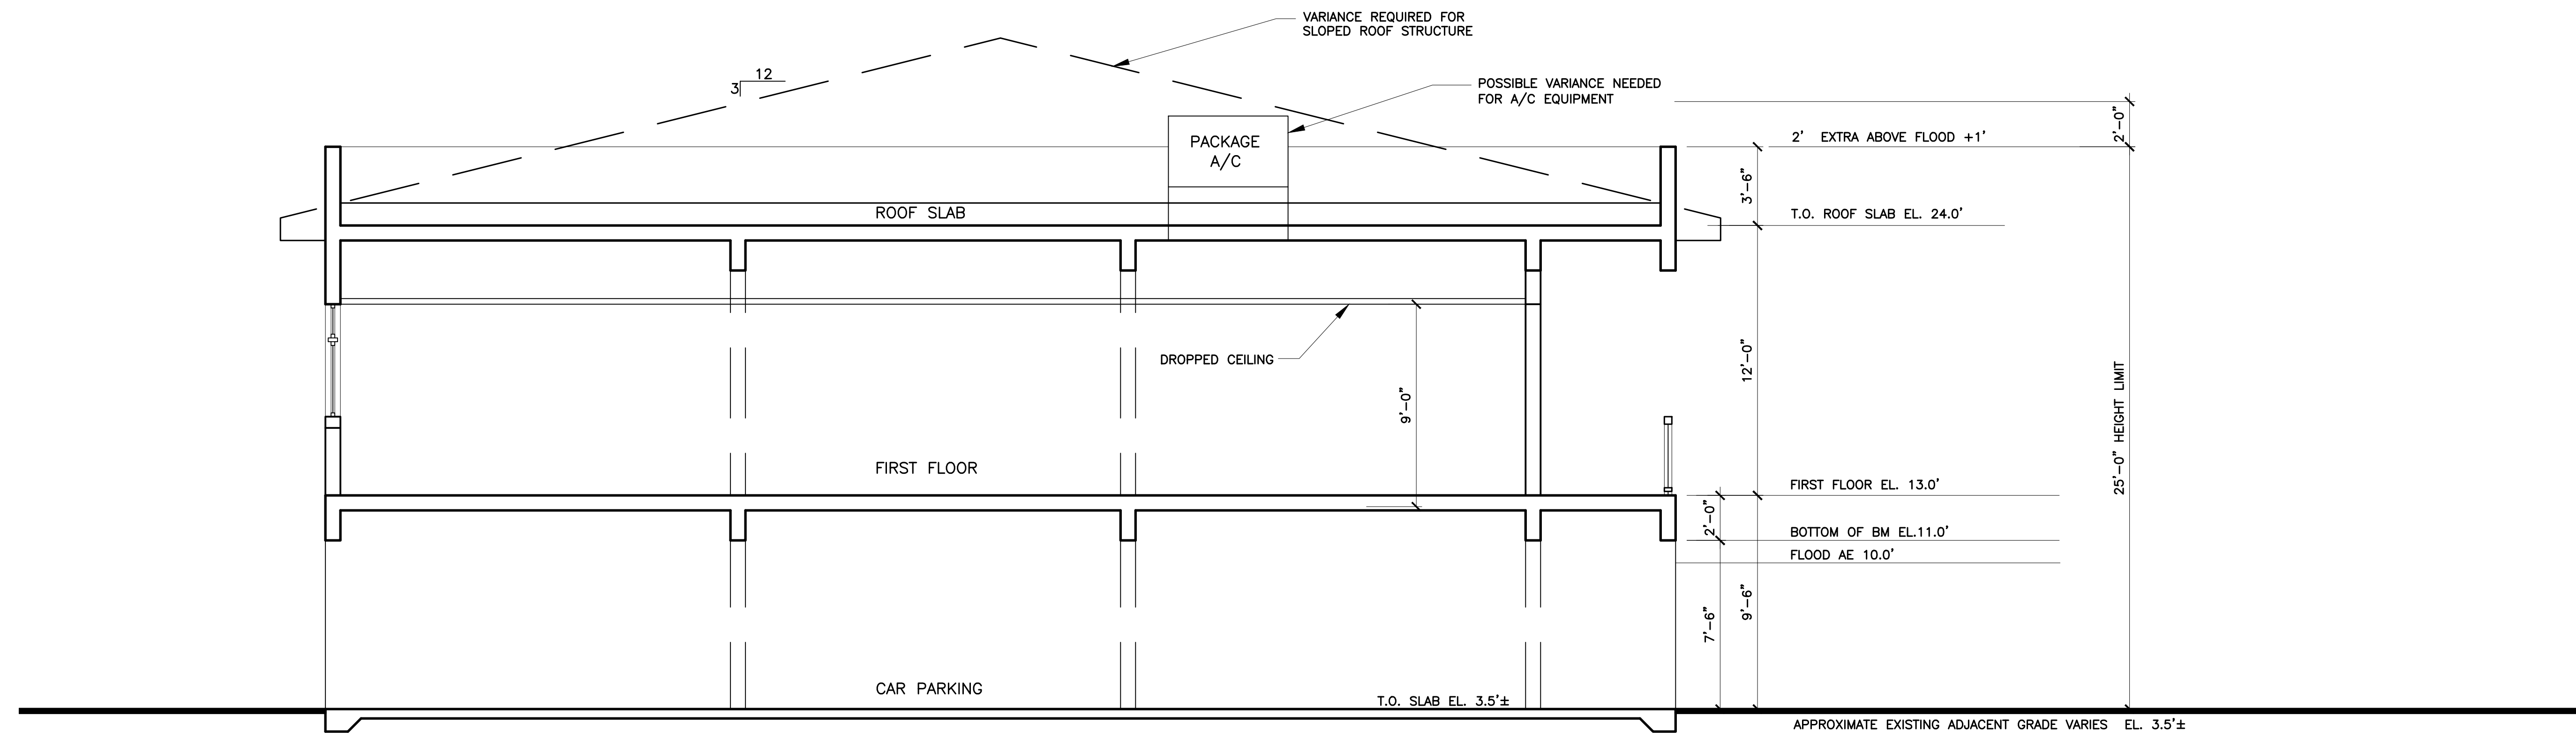 VARIANCE REQUIRED FOR
SLOPED ROOF STRUCTURE
12
3
POSSIBLE VARIANCE NEEDED
FOR A/C EQUIPMENT
2'-0"
2' EXTRA ABOVE FLOOD +1'
PACKAGE
A/C
3'-6"
ROOF SLAB
T.O. ROOF SLAB EL. 24.0'
DROPPED CEILING
12'-0"
9'-0"
25'-0" HEIGHT LIMIT
FIRST FLOOR
FIRST FLOOR EL. 13.0'
2'-0"
BOTTOM OF BM EL.11.0'
FLOOD AE 10.0'
7'-6"
9'-6"
CAR PARKING
T.O. SLAB EL. 3.5'±
APPROXIMATE EXISTING ADJACENT GRADE VARIES EL. 3.5'±